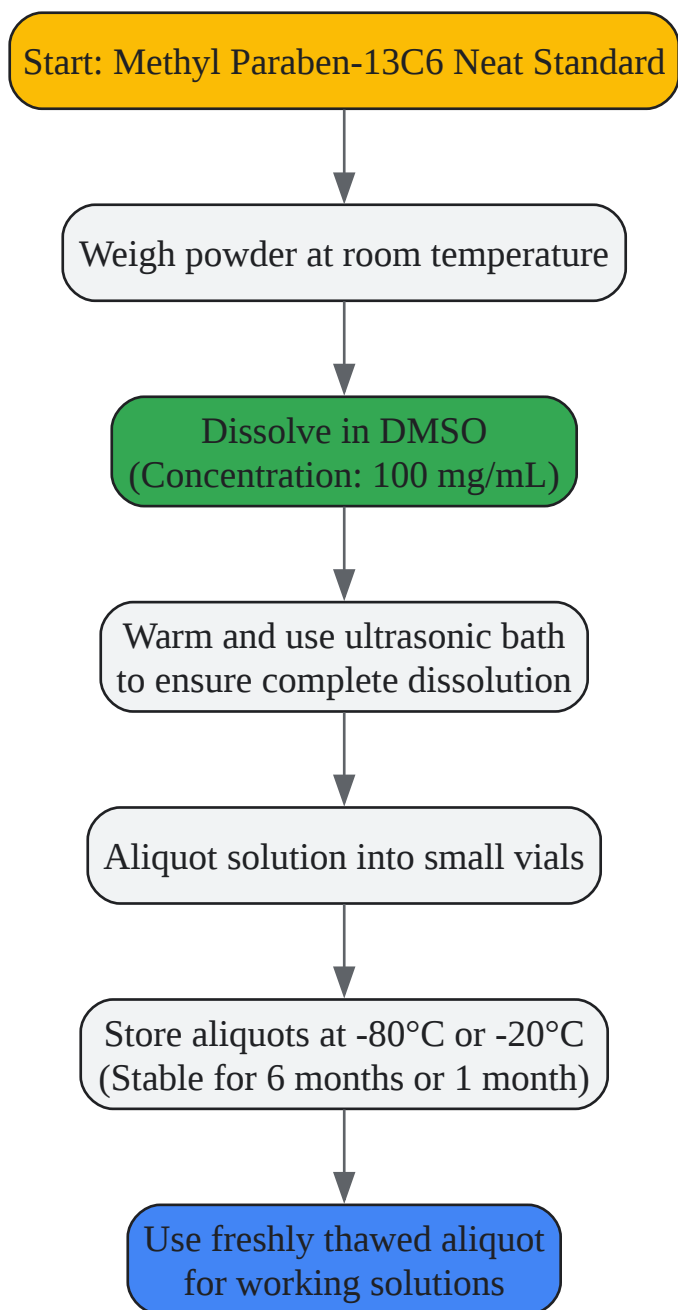 Start: Methyl Paraben-13C6 Neat Standard
Weigh powder at room temperature
Dissolve in DMSO
(Concentration: 100 mg/mL)
Warm and use ultrasonic bath
to ensure complete dissolution
Aliquot solution into small vials
Store aliquots at -80°C or -20°C
(Stable for 6 months or 1 month)
Use freshly thawed aliquot
for working solutions